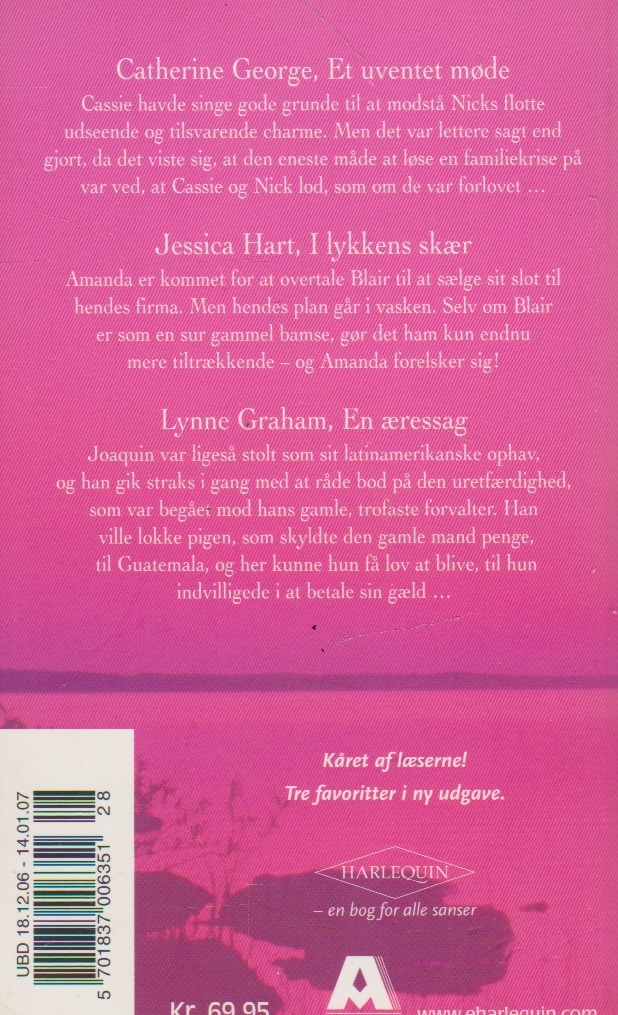 Catherine George, Et uventet møde
Cassie havde singe gode grunde til at modstå Nicks flotte
udseende og tilsvarende charme. Men det var lettere sagt end
gjort, da det viste sig, at den eneste måde at løse en familiekrise på
var ved, at Cassie og Nick lod, som om de var forlovet ...
Jessica Hart, I lykkens skær
Amanda er kommet for at overtale Blair til at sælge sit slot til
hendes firma. Men hendes plan går i vasken. Selv om Blair
er som en sur gammel bamse, gør det ham kun endnu
mere tiltrækkende – og Amanda forelsker sig!
Lynne Graham, En æressag
Joaquin var ligeså stolt som sit latinamerikanske ophav,
og han gik straks i gang med at råde bod på den uretfærdighed,
som var begået mod hans gamle, trofaste forvalter. Han
ville lokke pigen, som skyldte den gamle mand penge,
til Guatemala, og her kunne hun få lov at blive, til hun
indvilligede i at betale sin gæld ...
Kåret af læserne!
Tre favoritter i ny udgave.
HARLEQUIN
– en bog for alle sanser
UBD 18.12.06 - 14.01.07
5 701837 006351
28
Kr. 69,95
www.eharlequin.com